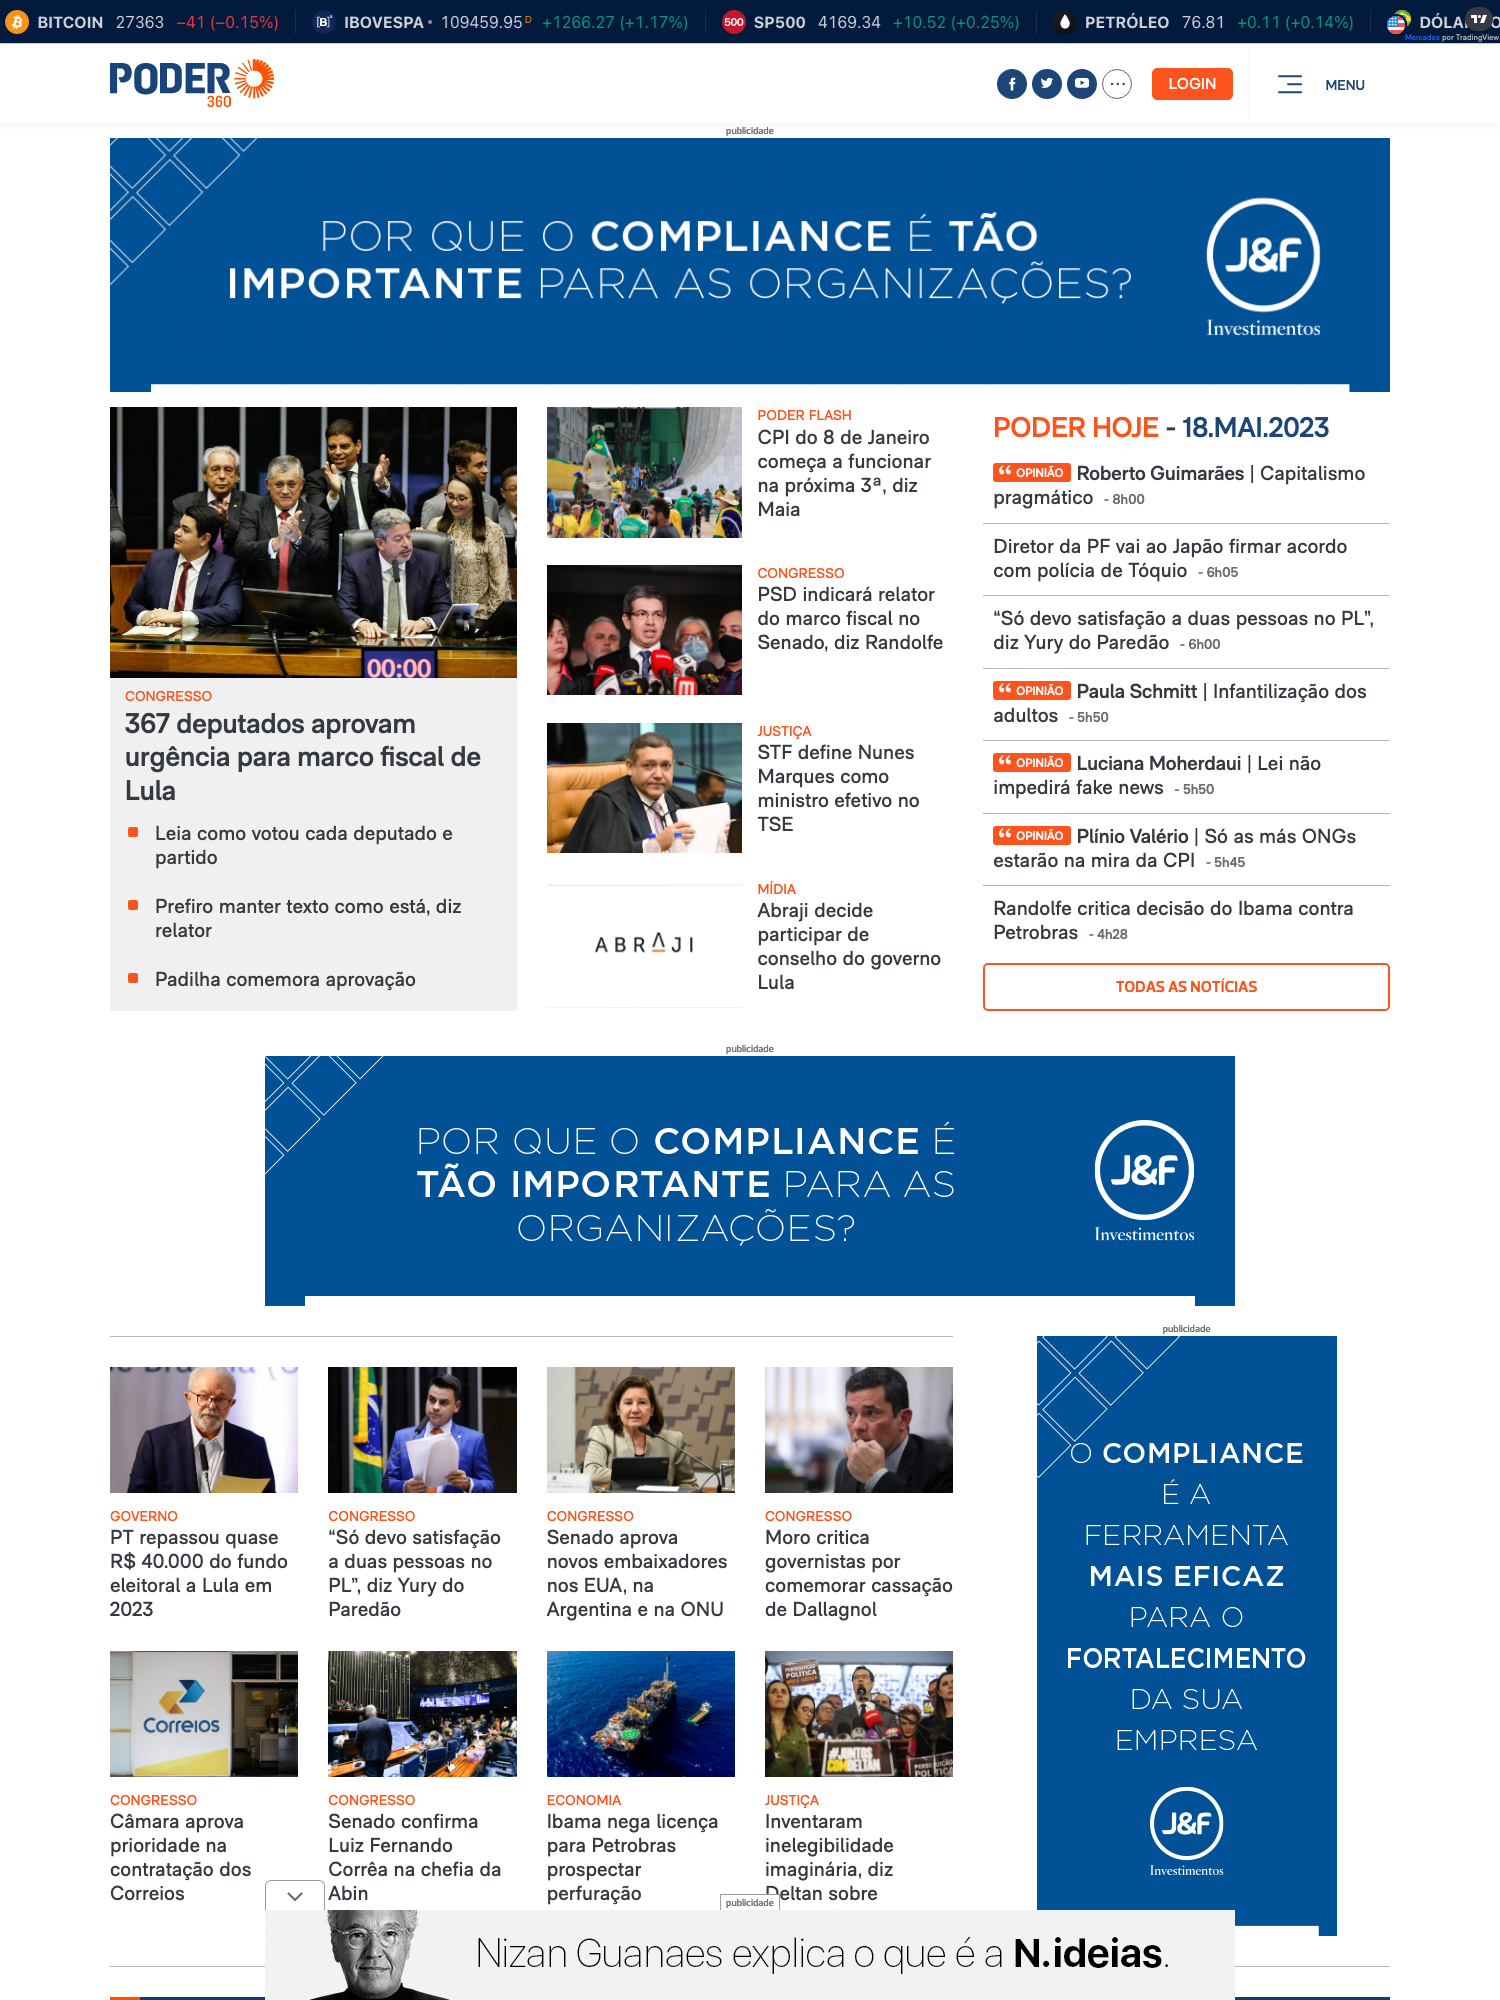 BITCOIN 27363 −41 (−0.15%) IBOVESPA 109459.95 D +1266.27 (+1.17%) 500 SP500 4169.34 +10.52 (+0.25%) PETRÓLEO 76.81 +0.11 (+0.14%)
Mercados por TradingView
PODER
360
LOGIN
MENU
publicidade
POR QUE O COMPLIANCE É TÃO
IMPORTANTE PARA AS ORGANIZAÇÕES?
J&F
Investimentos
00:00
CONGRESSO
367 deputados aprovam
urgência para marco fiscal de
Lula
Leia como votou cada deputado e
partido
Prefiro manter texto como está, diz
relator
Padilha comemora aprovação
PODER FLASH
CPI do 8 de Janeiro
começa a funcionar
na próxima 3ª, diz
Maia
CONGRESSO
PSD indicará relator
do marco fiscal no
Senado, diz Randolfe
JUSTIÇA
STF define Nunes
Marques como
ministro efetivo no
TSE
ABRAJI
MÍDIA
Abraji decide
participar de
conselho do governo
Lula
PODER HOJE - 18.MAI.2023
OPINIÃO Roberto Guimarães | Capitalismo
pragmático - 8h00
Diretor da PF vai ao Japão firmar acordo
com polícia de Tóquio - 6h05
“Só devo satisfação a duas pessoas no PL”,
diz Yury do Paredão - 6h00
OPINIÃO Paula Schmitt | Infantilização dos
adultos - 5h50
OPINIÃO Luciana Moherdaui | Lei não
impedirá fake news - 5h50
OPINIÃO Plínio Valério | Só as más ONGs
estarão na mira da CPI - 5h45
Randolfe critica decisão do Ibama contra
Petrobras - 4h28
TODAS AS NOTÍCIAS
publicidade
POR QUE O COMPLIANCE É
TÃO IMPORTANTE PARA AS
ORGANIZAÇÕES?
J&F
Investimentos
GOVERNO
PT repassou quase
R$ 40.000 do fundo
eleitoral a Lula em
2023
CONGRESSO
“Só devo satisfação
a duas pessoas no
PL”, diz Yury do
Paredão
CONGRESSO
Senado aprova
novos embaixadores
nos EUA, na
Argentina e na ONU
CONGRESSO
Moro critica
governistas por
comemorar cassação
de Dallagnol
publicidade
O COMPLIANCE
É A
FERRAMENTA
MAIS EFICAZ
PARA O
FORTALECIMENTO
DA SUA
EMPRESA
J&F
Investimentos
Correios
CONGRESSO
Câmara aprova
prioridade na
contratação dos
Correios
CONGRESSO
Senado confirma
Luiz Fernando
Corrêa na chefia da
Abin
ECONOMIA
Ibama nega licença
para Petrobras
prospectar
perfuração
#JUNTOS
COM DELTAN
JUSTIÇA
Inventaram
inelegibilidade
imaginária, diz
Deltan sobre
publicidade
Nizan Guanaes explica o que é a N.ideias.